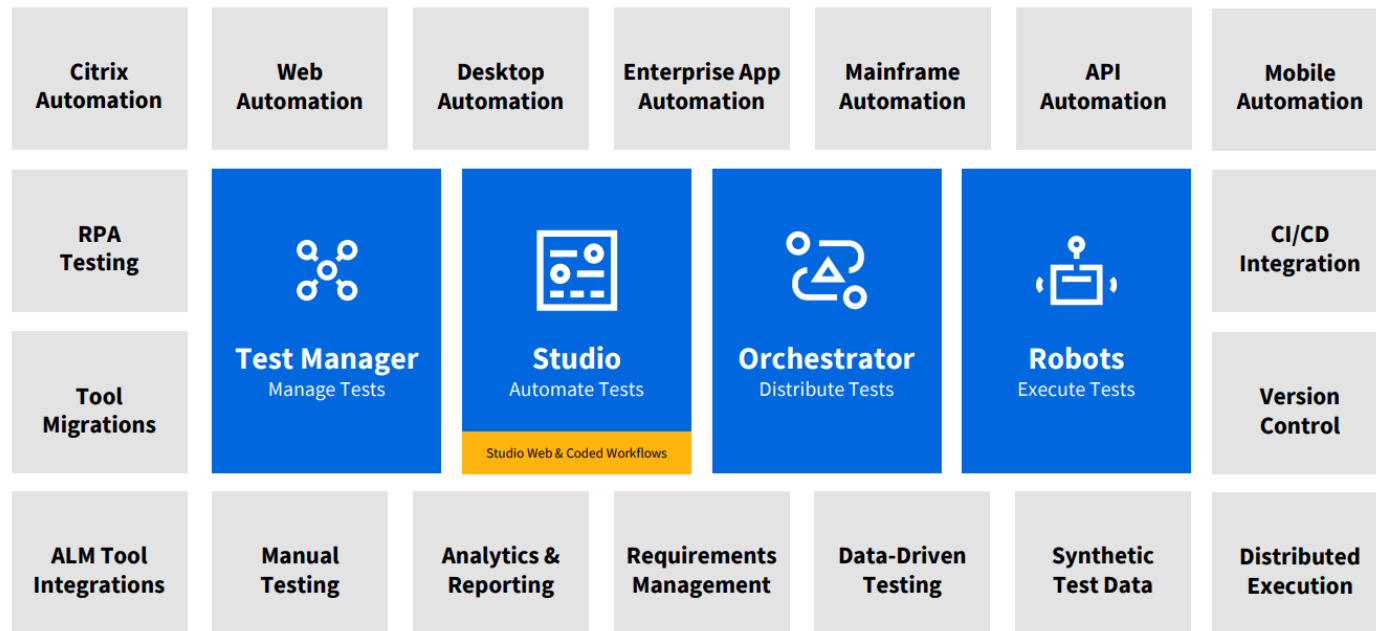 Citrix
Automation
Web
Automation
Desktop
Automation
Enterprise App
Automation
Mainframe
Automation
API
Automation
Mobile
Automation
RPA
Testing
Tool
Migrations
Test Manager
Manage Tests
Studio
Automate Tests
Studio Web & Coded Workflows
Orchestrator
Distribute Tests
Robots
Execute Tests
CI/CD
Integration
Version
Control
ALM Tool
Integrations
Manual
Testing
Analytics &
Reporting
Requirements
Management
Data-Driven
Testing
Synthetic
Test Data
Distributed
Execution